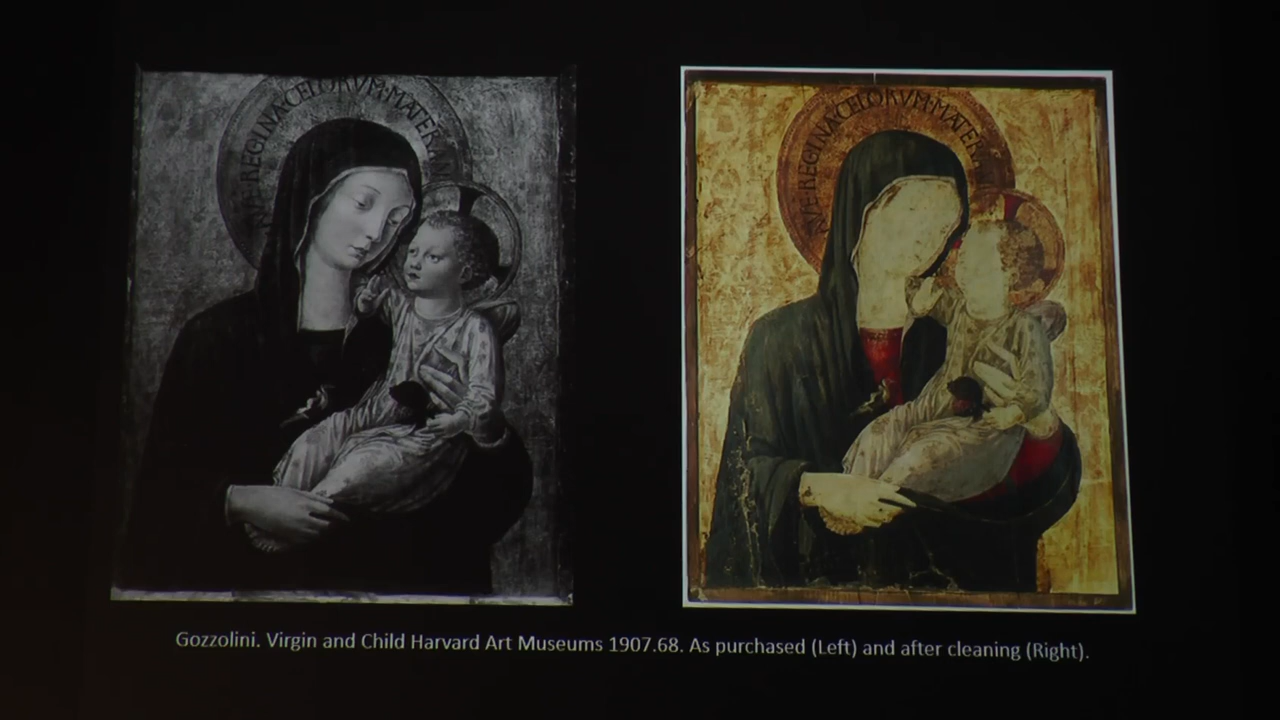 AVE·REGINA·CELORVM·MATER·AN
AVE·REGINA·CELORVM·MATER·
Gozzolini. Virgin and Child Harvard Art Museums 1907.68. As purchased (Left) and after cleaning (Right).